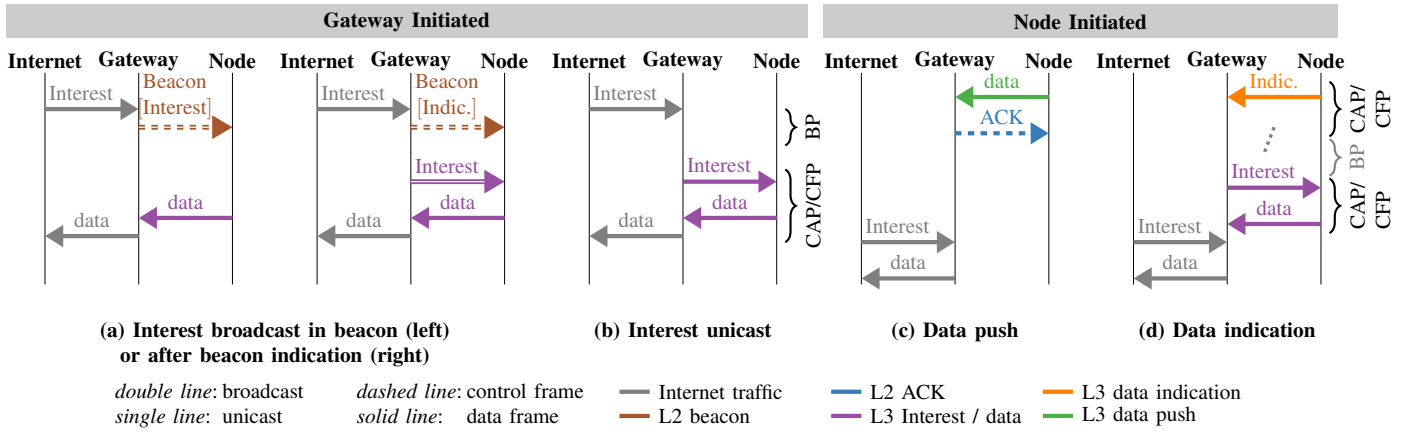 Gateway Initiated
Node Initiated
Internet Gateway Node Internet Gateway Node Internet Gateway Node Internet Gateway Node Internet Gateway Node
Interest
Beacon
[Interest]
data
data
Interest
Beacon
[Indic.]
Interest
data
data
Interest
Interest
data
data
BP
CAP/CFP
data
ACK
Interest
data
Indic.
Interest
data
Interest
data
CAP/
CFP
BP
CAP/
CFP
(a) Interest broadcast in beacon (left)
or after beacon indication (right)
(b) Interest unicast
(c) Data push
(d) Data indication
double line: broadcast
single line: unicast
dashed line: control frame
solid line: data frame
Internet traffic
L2 beacon
L2 ACK
L3 Interest / data
L3 data indication
L3 data push